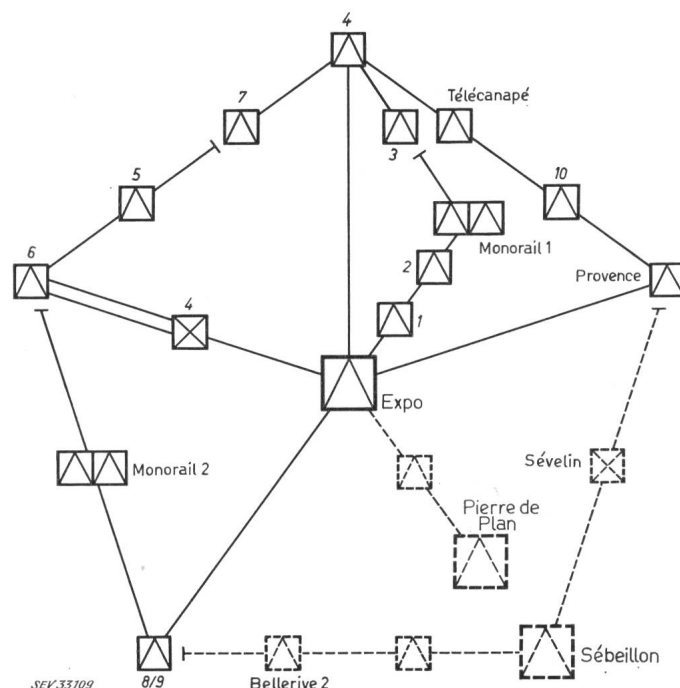 4
7
Télécanapé
3
5
10
Monorail 1
6
2
Provence
4
1
Expo
Sévelin
Monorail 2
Pierre de
Plan
Sébeillon
SEV 33109
8/9
Bellerive 2